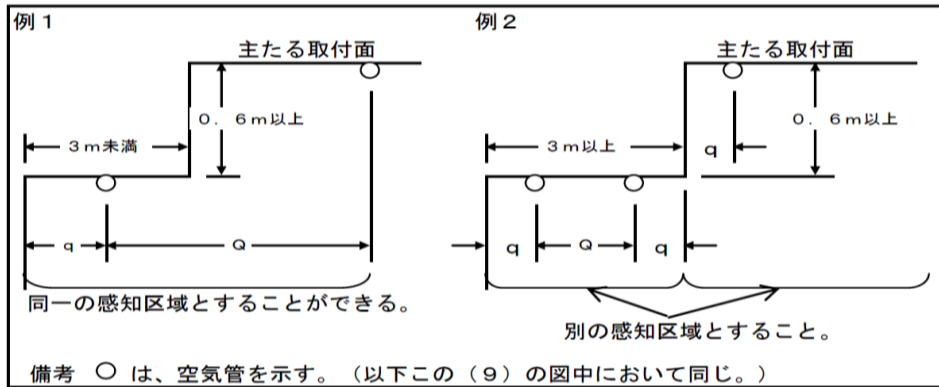 例1
主たる取付面
0.6m以上
3m未満
q
Q
同一の感知区域とすることができる。
例2
主たる取付面
0.6m以上
3m以上
q
q
Q
q
別の感知区域とすること。
備考 ○ は、空気管を示す。(以下この(9)の図中において同じ。)